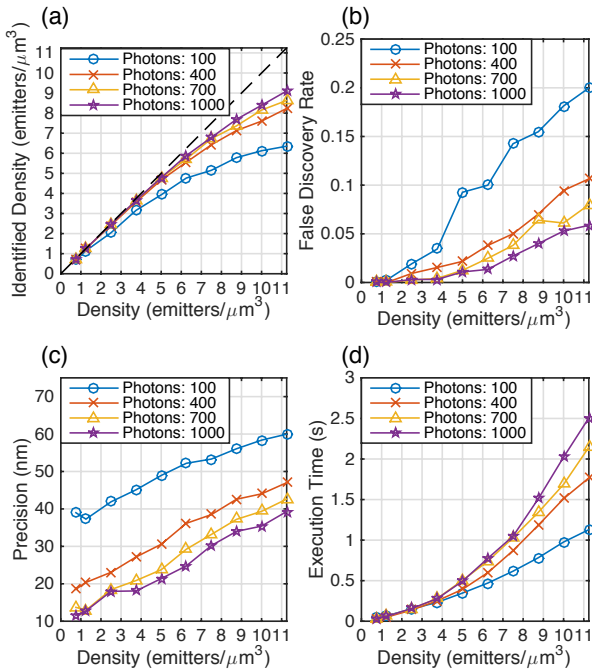 (a)
Identified Density (emitters/μm³)
11
10
9
8
7
6
5
4
3
2
1
0
Photons: 100
Photons: 400
Photons: 700
Photons: 1000
0 1 2 3 4 5 6 7 8 9 10 11
Density (emitters/μm³)
(b)
False Discovery Rate
0.25
0.2
0.15
0.1
0.05
0
Photons: 100
Photons: 400
Photons: 700
Photons: 1000
0 1 2 3 4 5 6 7 8 9 10 11
Density (emitters/μm³)
(c)
Precision (nm)
70
60
50
40
30
20
10
Photons: 100
Photons: 400
Photons: 700
Photons: 1000
0 1 2 3 4 5 6 7 8 9 10 11
Density (emitters/μm³)
(d)
Execution Time (s)
3
2.5
2
1.5
1
0.5
0
Photons: 100
Photons: 400
Photons: 700
Photons: 1000
0 1 2 3 4 5 6 7 8 9 10 11
Density (emitters/μm³)